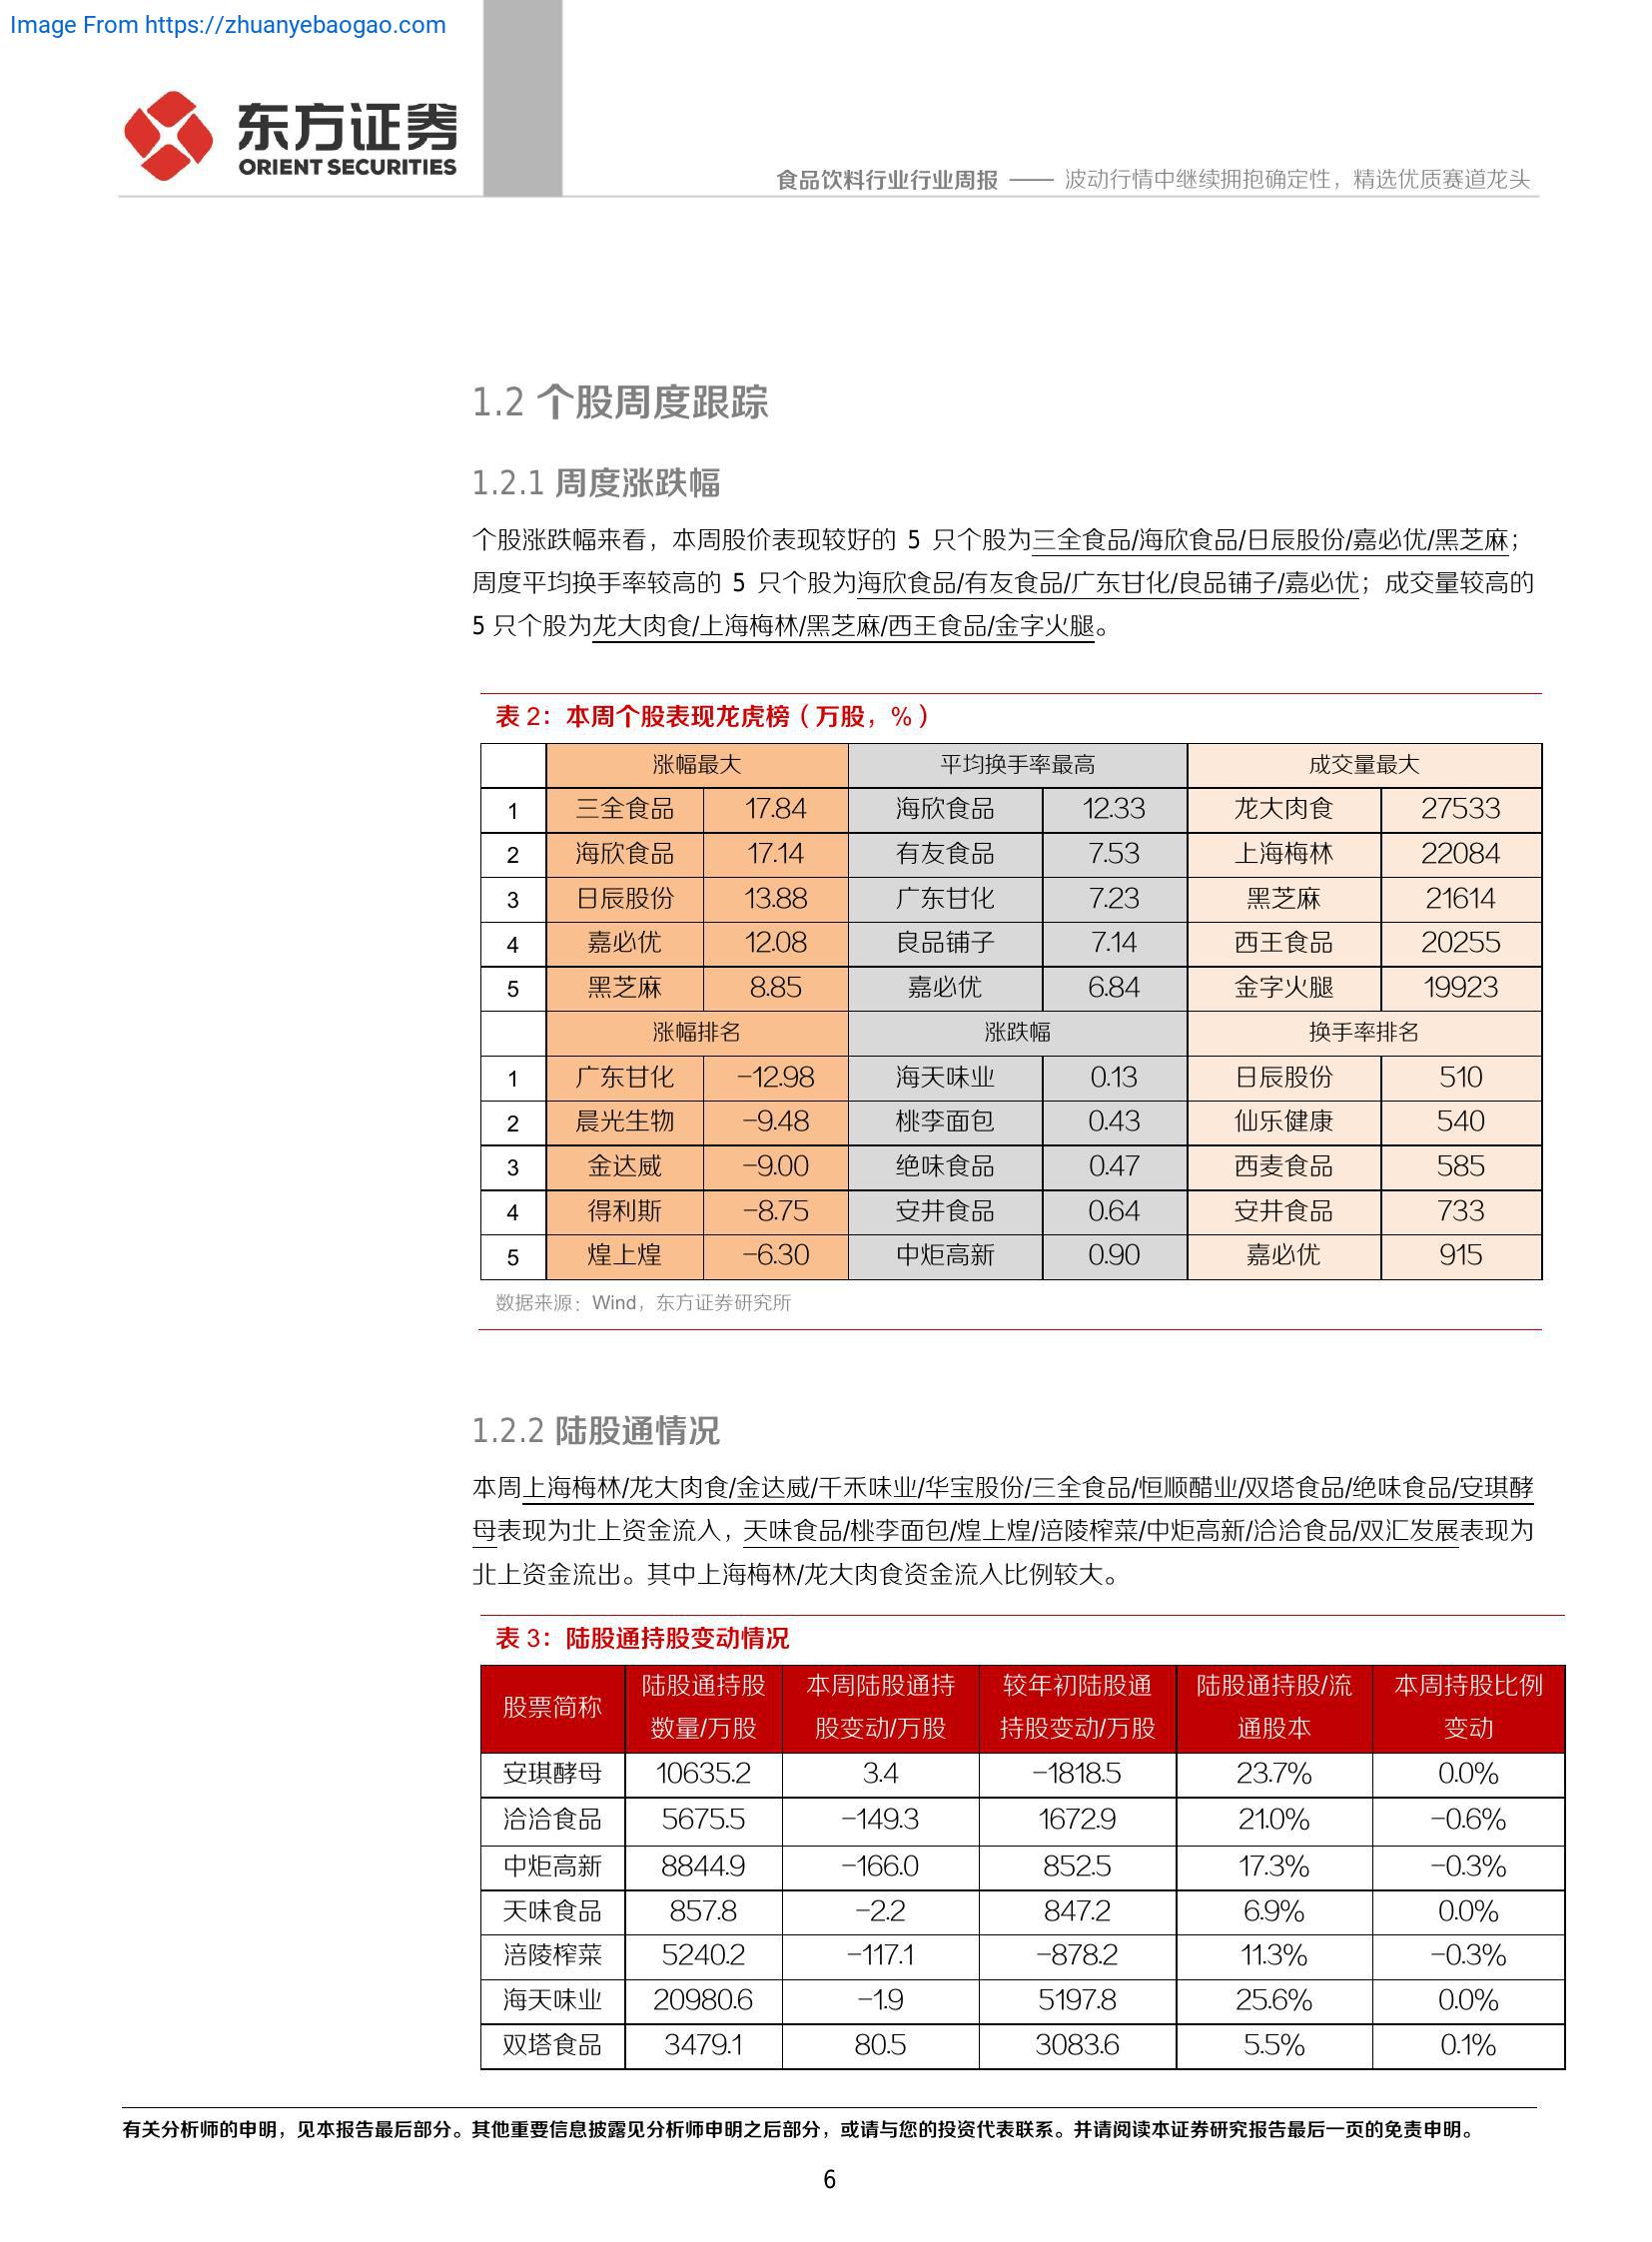 Image From https://zhuanyebaogao.com
东方证券
ORIENT SECURITIES
食品饮料行业行业周报 —— 波动行情中继续拥抱确定性，精选优质赛道龙头
1.2 个股周度跟踪
1.2.1 周度涨跌幅
个股涨跌幅来看，本周股价表现较好的 5 只个股为三全食品/海欣食品/日辰股份/嘉必优/黑芝麻；
周度平均换手率较高的 5 只个股为海欣食品/有友食品/广东甘化/良品铺子/嘉必优；成交量较高的
5 只个股为龙大肉食/上海梅林/黑芝麻/西王食品/金字火腿。
表 2：本周个股表现龙虎榜（万股，%）
涨幅最大 平均换手率最高 成交量最大
1 三全食品 17.84 海欣食品 12.33 龙大肉食 27533
2 海欣食品 17.14 有友食品 7.53 上海梅林 22084
3 日辰股份 13.88 广东甘化 7.23 黑芝麻 21614
4 嘉必优 12.08 良品铺子 7.14 西王食品 20255
5 黑芝麻 8.85 嘉必优 6.84 金字火腿 19923
涨幅排名 涨跌幅 换手率排名
1 广东甘化 -12.98 海天味业 0.13 日辰股份 510
2 晨光生物 -9.48 桃李面包 0.43 仙乐健康 540
3 金达威 -9.00 绝味食品 0.47 西麦食品 585
4 得利斯 -8.75 安井食品 0.64 安井食品 733
5 煌上煌 -6.30 中炬高新 0.90 嘉必优 915
数据来源：Wind，东方证券研究所
1.2.2 陆股通情况
本周上海梅林/龙大肉食/金达威/千禾味业/华宝股份/三全食品/恒顺醋业/双塔食品/绝味食品/安琪酵
母表现为北上资金流入，天味食品/桃李面包/煌上煌/涪陵榨菜/中炬高新/洽洽食品/双汇发展表现为
北上资金流出。其中上海梅林/龙大肉食资金流入比例较大。
表 3：陆股通持股变动情况
股票简称 陆股通持股数量/万股 本周陆股通持股变动/万股 较年初陆股通持股变动/万股 陆股通持股/流通股本 本周持股比例变动
安琪酵母 10635.2 3.4 -1818.5 23.7% 0.0%
洽洽食品 5675.5 -149.3 1672.9 21.0% -0.6%
中炬高新 8844.9 -166.0 852.5 17.3% -0.3%
天味食品 857.8 -2.2 847.2 6.9% 0.0%
涪陵榨菜 5240.2 -117.1 -878.2 11.3% -0.3%
海天味业 20980.6 -1.9 5197.8 25.6% 0.0%
双塔食品 3479.1 80.5 3083.6 5.5% 0.1%
有关分析师的申明，见本报告最后部分。其他重要信息披露见分析师申明之后部分，或请与您的投资代表联系。并请阅读本证券研究报告最后一页的免责申明。
6